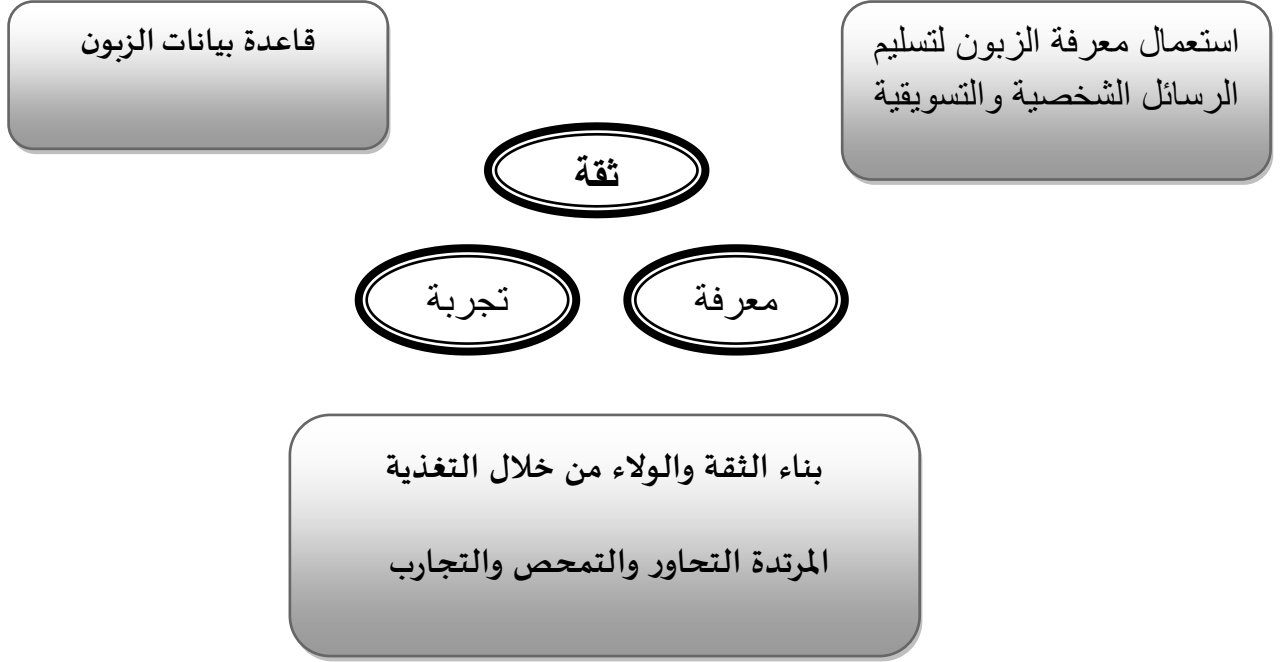 استعمال معرفة الزبون لتسليم
الرسائل الشخصية والتسويقية
قاعدة بيانات الزبون
ثقة
معرفة
تجربة
بناء الثقة والولاء من خلال التغذية
المرتدة التحاور والتمحص والتجارب